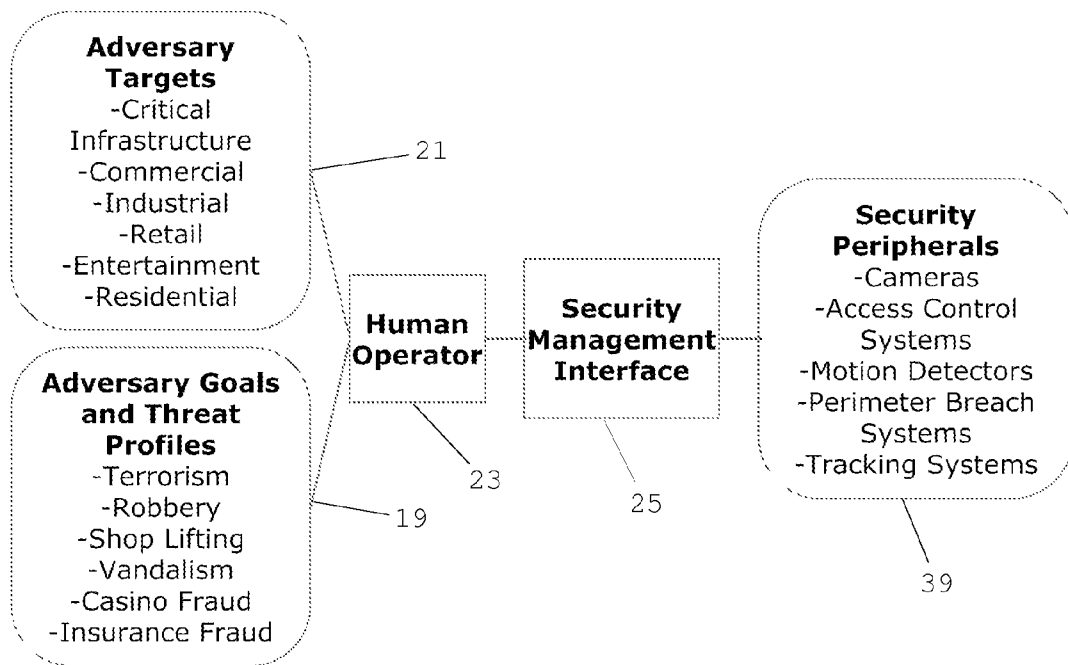 Adversary
Targets
-Critical
Infrastructure
-Commercial
-Industrial
-Retail
-Entertainment
-Residential
21
Adversary Goals
and Threat
Profiles
-Terrorism
-Robbery
-Shop Lifting
-Vandalism
-Casino Fraud
-Insurance Fraud
19
Human
Operator
23
Security
Management
Interface
25
Security
Peripherals
-Cameras
-Access Control
Systems
-Motion Detectors
-Perimeter Breach
Systems
-Tracking Systems
39